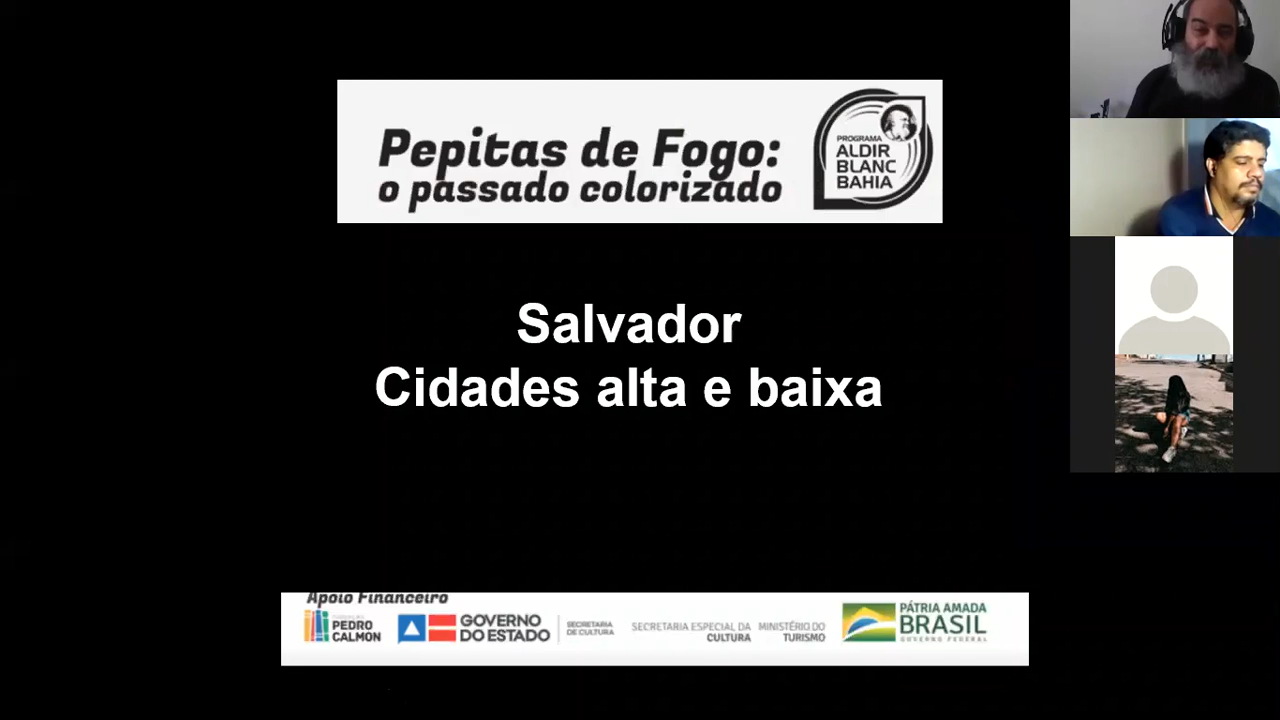 Pepitas de Fogo:
o passado colorizado
PROGRAMA
ALDIR
BLANC
BAHIA
Salvador
Cidades alta e baixa
Apoio Financeiro
PEDRO
CALMON
GOVERNO
DO ESTADO
SECRETARIA
DE CULTURA
SECRETARIA ESPECIAL DA
CULTURA
MINISTÉRIO DO
TURISMO
PÁTRIA AMADA
BRASIL
GOVERNO FEDERAL